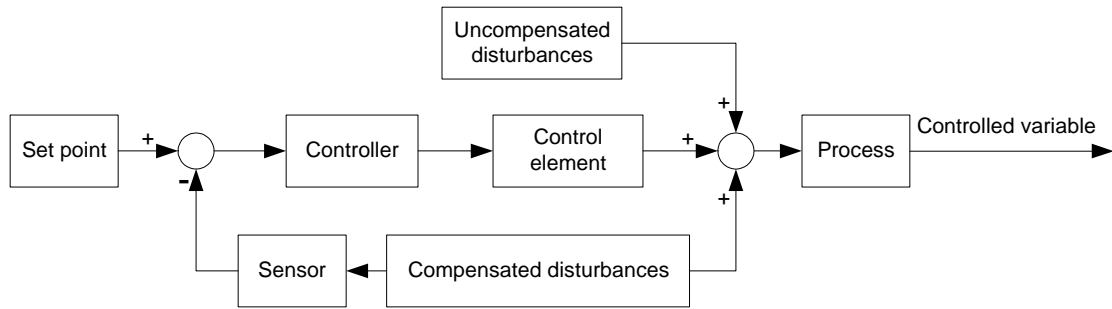 Uncompensated
disturbances
+
Set point
+
-
Controller
Control
element
+
+
Process
Controlled variable
Sensor
Compensated disturbances